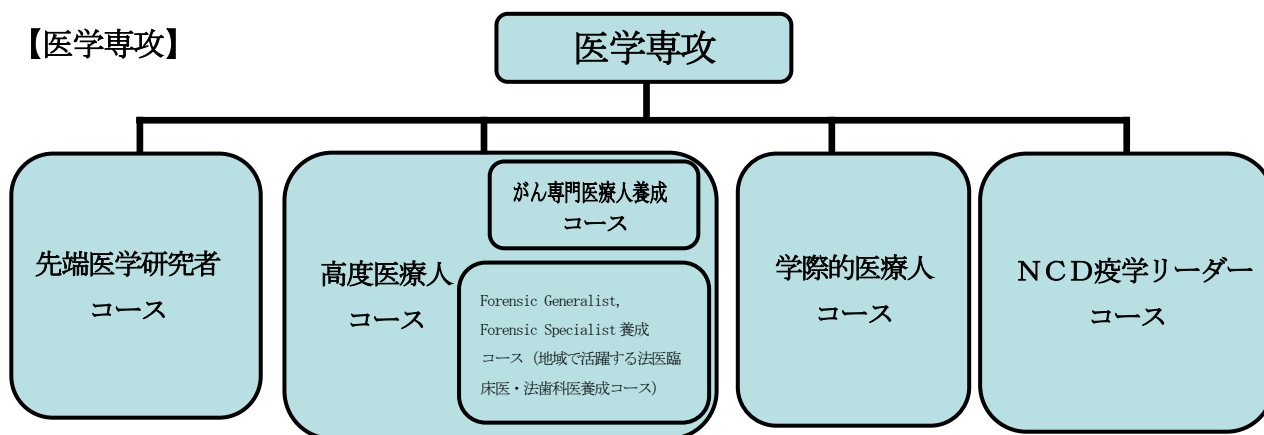 【医学専攻】
医学専攻
先端医学研究者
コース
高度医療人
コース
がん専門医療人養成
コース
Forensic Generalist,
Forensic Specialist 養成
コース（地域で活躍する法医臨
床医・法歯科医養成コース）
学際的医療人
コース
ＮＣＤ疫学リーダー
コース